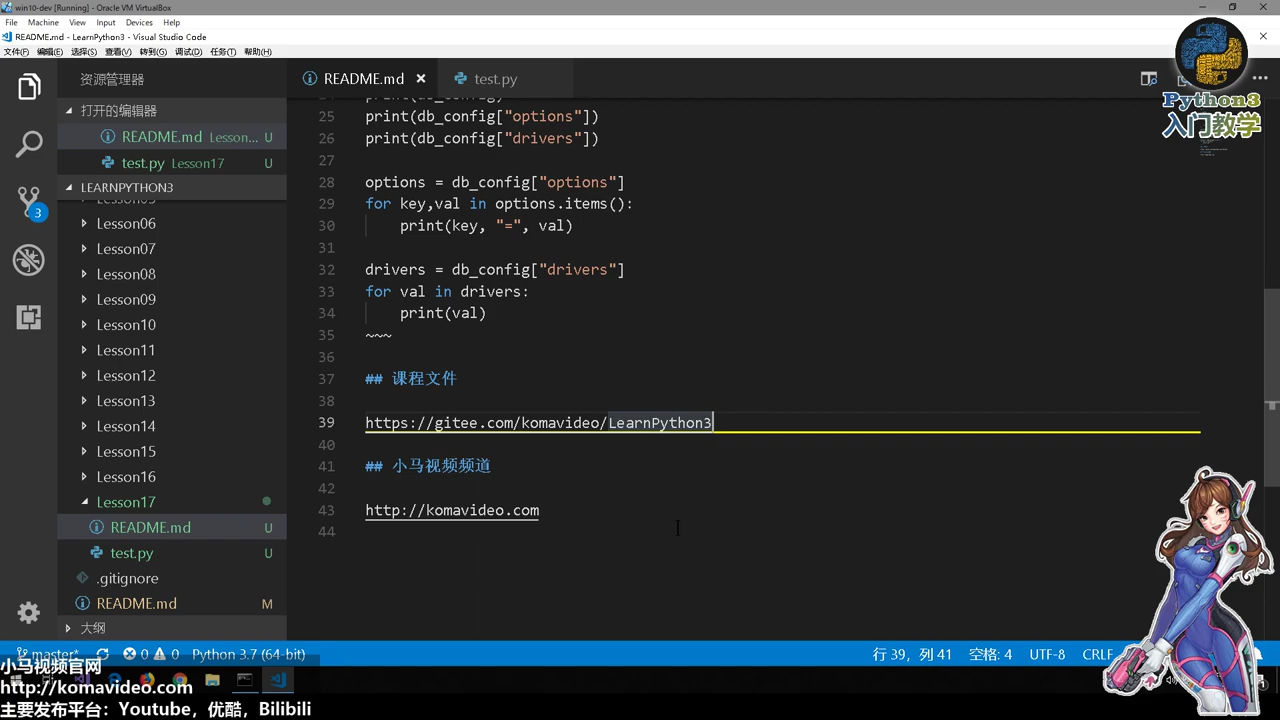 win10-dev [Running] - Oracle VM VirtualBox
File Machine View Input Devices Help
README.md - LearnPython3 - Visual Studio Code
文件(F) 编辑(E) 选择(S) 查看(V) 转到(G) 调试(D) 任务(T) 帮助(H)
资源管理器
README.md
test.py
Python3
入门教学
打开的编辑器
README.md Lesson... U
test.py Lesson17 U
LEARNPYTHON3
Lesson06
Lesson07
Lesson08
Lesson09
Lesson10
Lesson11
Lesson12
Lesson13
Lesson14
Lesson15
Lesson16
Lesson17
README.md U
test.py U
.gitignore
README.md M
大纲
3
print(db_config)
25 print(db_config["options"])
26 print(db_config["drivers"])
27
28 options = db_config["options"]
29 for key,val in options.items():
30 print(key, "=", val)
31
32 drivers = db_config["drivers"]
33 for val in drivers:
34 print(val)
35 ~~~
36
37 ## 课程文件
38
39 https://gitee.com/komavideo/LearnPython3
40
41 ## 小马视频频道
42
43 http://komavideo.com
44
master* 0 0 Python 3.7 (64-bit) 行 39，列 41 空格: 4 UTF-8 CRLF
小马视频官网
http://komavideo.com
主要发布平台：Youtube，优酷，Bilibili